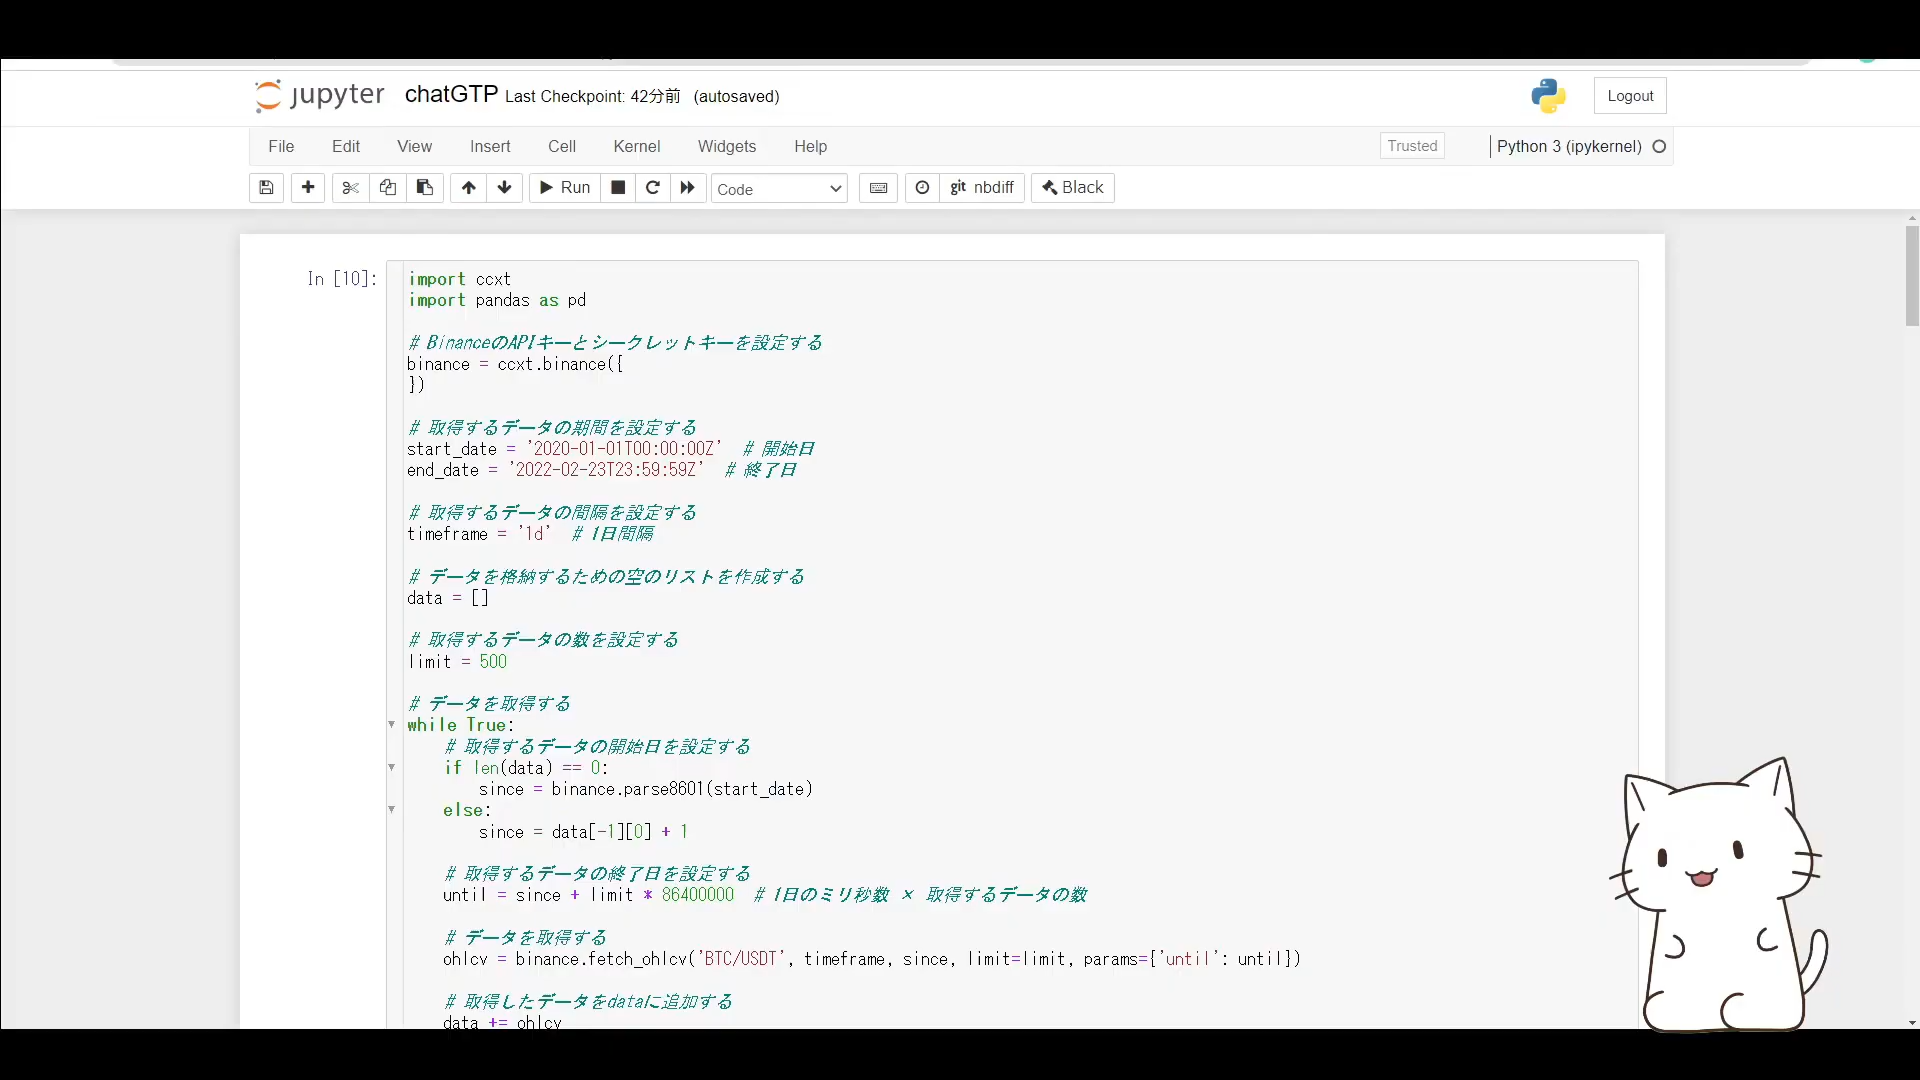 jupyter chatGTP Last Checkpoint: 42分前 (autosaved)
Logout
File Edit View Insert Cell Kernel Widgets Help
Trusted
Python 3 (ipykernel)
Run
Code
git nbdiff
Black
In [10]:
import ccxt
import pandas as pd
# BinanceのAPIキーとシークレットキーを設定する
binance = ccxt.binance({
})
# 取得するデータの期間を設定する
start_date = '2020-01-01T00:00:00Z' # 開始日
end_date = '2022-02-23T23:59:59Z' # 終了日
# 取得するデータの間隔を設定する
timeframe = '1d' # 1日間隔
# データを格納するための空のリストを作成する
data = []
# 取得するデータの数を設定する
limit = 500
# データを取得する
while True:
# 取得するデータの開始日を設定する
if len(data) == 0:
since = binance.parse8601(start_date)
else:
since = data[-1][0] + 1
# 取得するデータの終了日を設定する
until = since + limit * 86400000 # 1日のミリ秒数 × 取得するデータの数
# データを取得する
ohlcv = binance.fetch_ohlcv('BTC/USDT', timeframe, since, limit=limit, params={'until': until})
# 取得したデータをdataに追加する
data += ohlcv